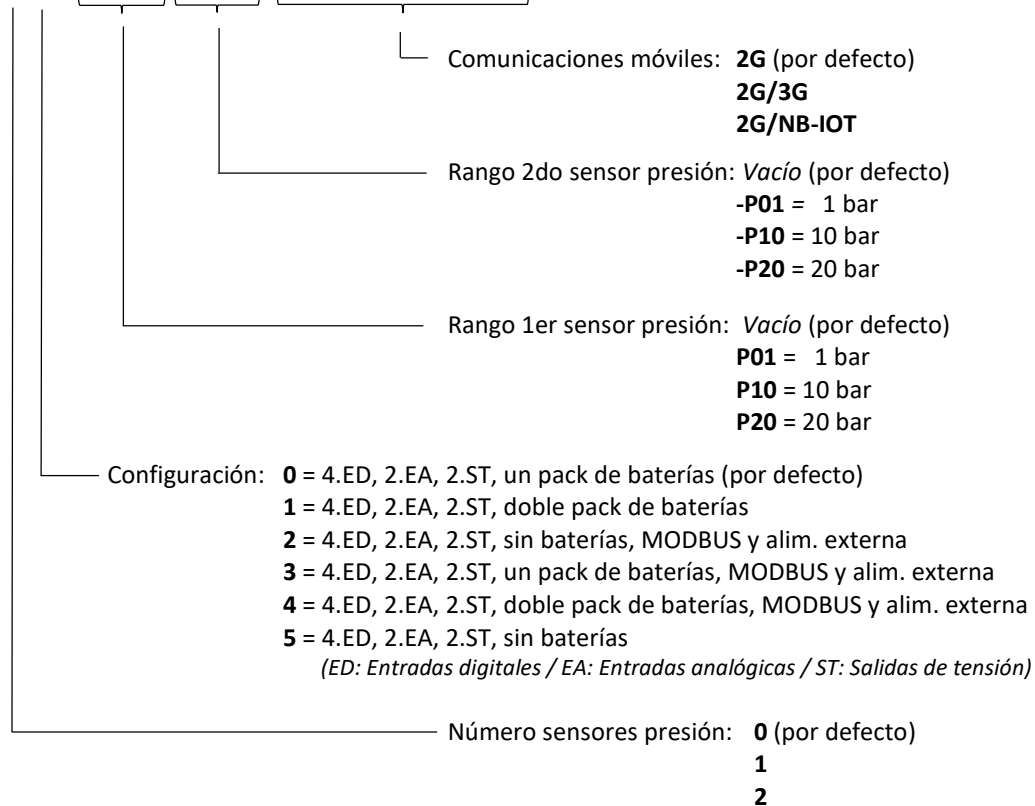 Comunicaciones móviles: 2G (por defecto)
2G/3G
2G/NB-IOT
Rango 2do sensor presión: Vacío (por defecto)
-P01 = 1 bar
-P10 = 10 bar
-P20 = 20 bar
Rango 1er sensor presión: Vacío (por defecto)
P01 = 1 bar
P10 = 10 bar
P20 = 20 bar
Configuración: 0 = 4.ED, 2.EA, 2.ST, un pack de baterías (por defecto)
1 = 4.ED, 2.EA, 2.ST, doble pack de baterías
2 = 4.ED, 2.EA, 2.ST, sin baterías, MODBUS y alim. externa
3 = 4.ED, 2.EA, 2.ST, un pack de baterías, MODBUS y alim. externa
4 = 4.ED, 2.EA, 2.ST, doble pack de baterías, MODBUS y alim. externa
5 = 4.ED, 2.EA, 2.ST, sin baterías
(ED: Entradas digitales / EA: Entradas analógicas / ST: Salidas de tensión)
Número sensores presión: 0 (por defecto)
1
2